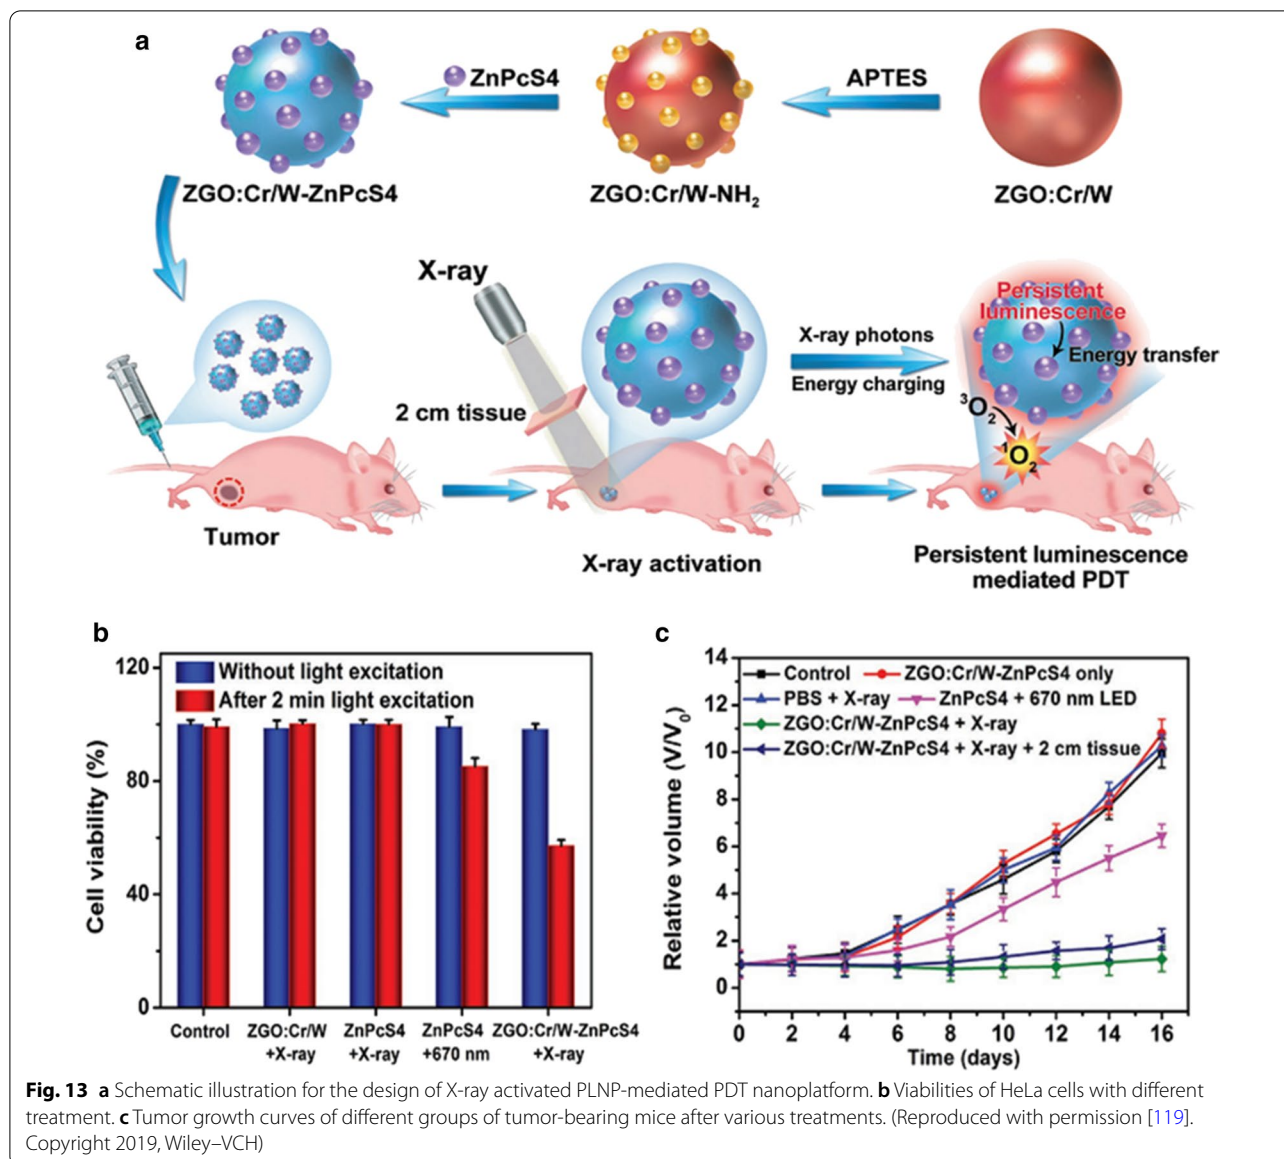 a
ZnPcS4
APTES
ZGO:Cr/W-ZnPcS4
ZGO:Cr/W-NH₂
ZGO:Cr/W
X-ray
2 cm tissue
X-ray photons
Energy charging
Persistent
luminescence
Energy transfer
³O₂
¹O₂
Tumor
X-ray activation
Persistent luminescence
mediated PDT
b
Without light excitation
After 2 min light excitation
Cell viability (%)
120
80
40
0
Control
ZGO:Cr/W
+X-ray
ZnPcS4
+X-ray
ZnPcS4
+670 nm
ZGO:Cr/W-ZnPcS4
+X-ray
c
Control
ZGO:Cr/W-ZnPcS4 only
PBS + X-ray
ZnPcS4 + 670 nm LED
ZGO:Cr/W-ZnPcS4 + X-ray
ZGO:Cr/W-ZnPcS4 + X-ray + 2 cm tissue
Relative volume (V/V₀)
14
12
10
8
6
4
2
0
0 2 4 6 8 10 12 14 16
Time (days)
Fig. 13 a Schematic illustration for the design of X-ray activated PLNP-mediated PDT nanoplatform. b Viabilities of HeLa cells with different
treatment. c Tumor growth curves of different groups of tumor-bearing mice after various treatments. (Reproduced with permission [119].
Copyright 2019, Wiley–VCH)